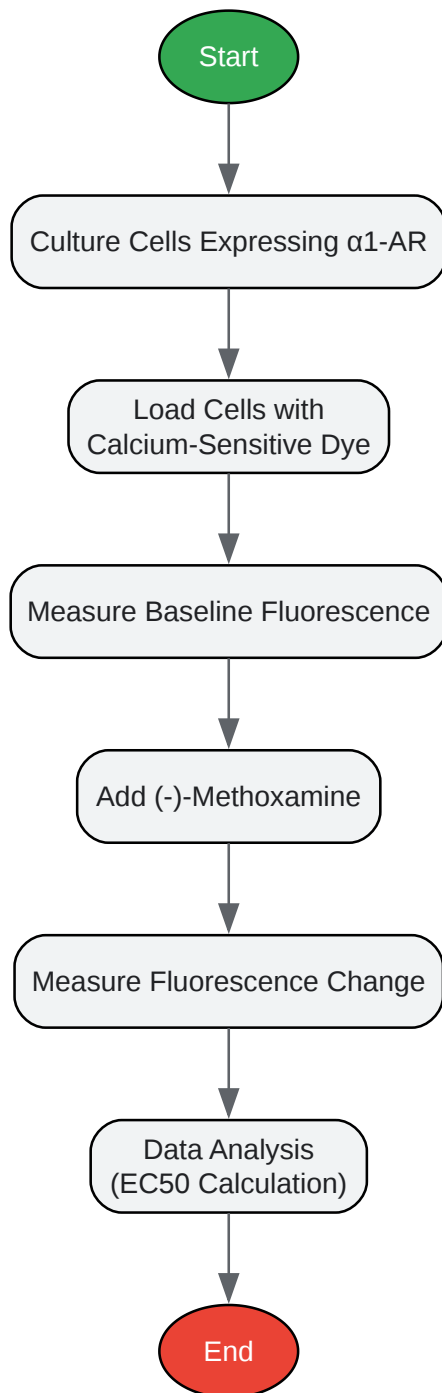 Start
Culture Cells Expressing α1-AR
Load Cells with
Calcium-Sensitive Dye
Measure Baseline Fluorescence
Add (-)-Methoxamine
Measure Fluorescence Change
Data Analysis
(EC50 Calculation)
End